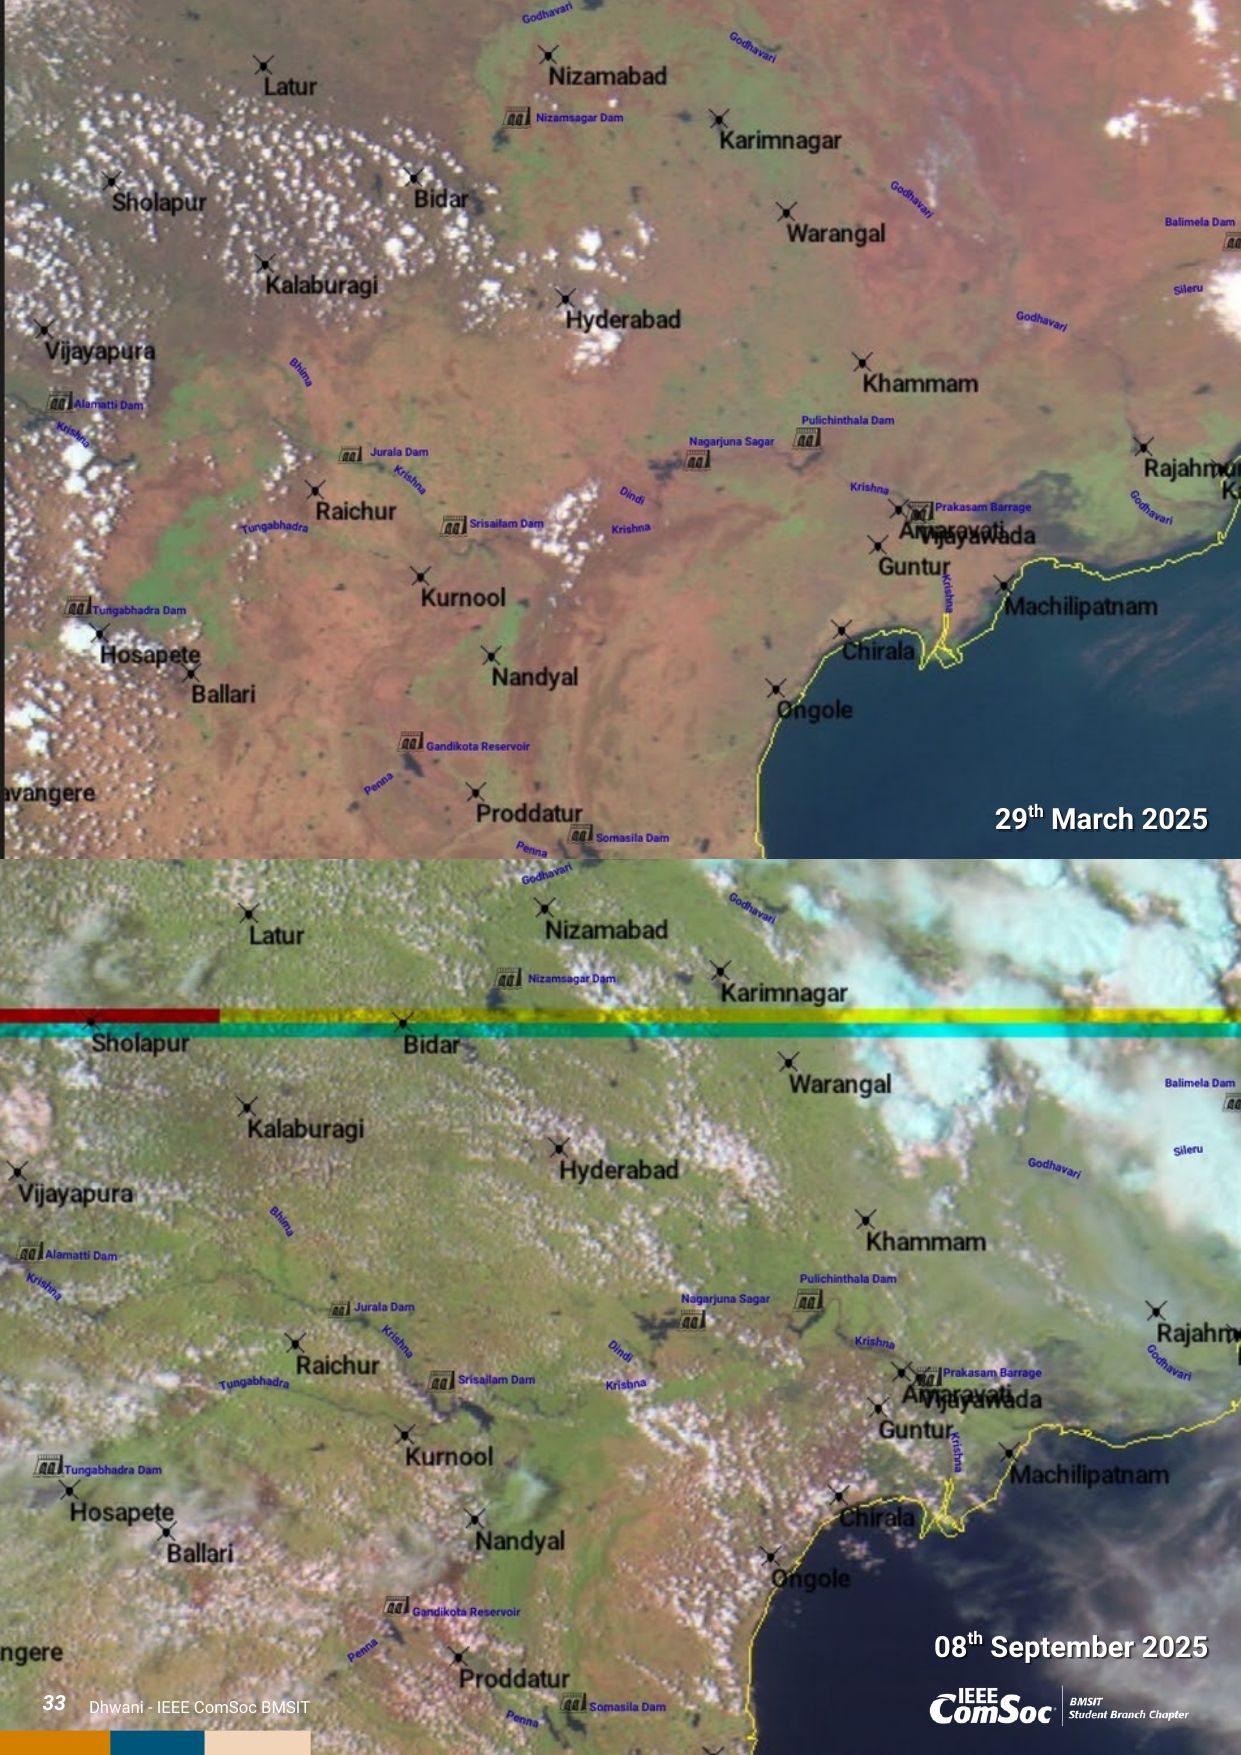 Godhavari
Godhavari
Latur
Nizamabad
Nizamsagar Dam
Karimnagar
Sholapur
Bidar
Godhavari
Warangal
Balimela Dam
Kalaburagi
Sileru
Hyderabad
Godhavari
Vijayapura
Bhima
Khammam
Alamatti Dam
Krishna
Pulichinthala Dam
Nagarjuna Sagar
Jurala Dam
Krishna
Rajahmu
Ka
Raichur
Dindi
Krishna
Godhavari
Tungabhadra
Srisailam Dam
Krishna
Prakasam Barrage
Amaravati
Vijayawada
Guntur
Kurnool
Krishna
Machilipatnam
Tungabhadra Dam
Hosapete
Chirala
Nandyal
Ballari
Ongole
Gandikota Reservoir
Penna
avangere
Proddatur
29th March 2025
Somasila Dam
Penna
Godhavari
Godhavari
Latur
Nizamabad
Nizamsagar Dam
Karimnagar
Sholapur
Bidar
Warangal
Balimela Dam
Kalaburagi
Hyderabad
Sileru
Godhavari
Vijayapura
Bhima
Khammam
Alamatti Dam
Krishna
Pulichinthala Dam
Nagarjuna Sagar
Jurala Dam
Krishna
Rajahm
Raichur
Dindi
Krishna
Godhavari
Tungabhadra
Srisailam Dam
Krishna
Prakasam Barrage
Amaravati
Vijayawada
Guntur
Kurnool
Krishna
Tungabhadra Dam
Machilipatnam
Hosapete
Chirala
Nandyal
Ballari
Ongole
Gandikota Reservoir
Penna
ngere
08th September 2025
Proddatur
Somasila Dam
Penna
33 Dhwani - IEEE ComSoc BMSIT
IEEE
ComSoc
BMSIT
Student Branch Chapter